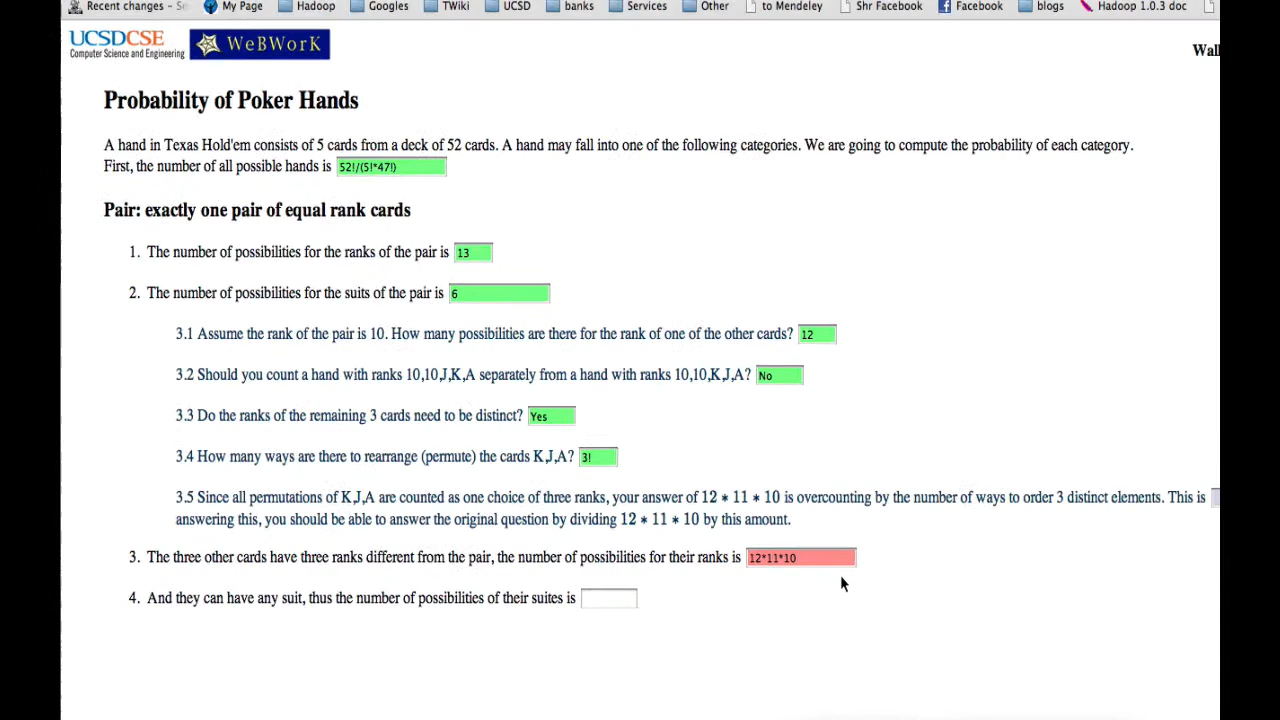 Recent changes - Se My Page Hadoop Googles TWiki UCSD banks Services Other to Mendeley Shr Facebook Facebook blogs Hadoop 1.0.3 doc
UCSDCSE
Computer Science and Engineering
WeBWorK
Wall
Probability of Poker Hands
A hand in Texas Hold'em consists of 5 cards from a deck of 52 cards. A hand may fall into one of the following categories. We are going to compute the probability of each category.
First, the number of all possible hands is 52!/(5!*47!)
Pair: exactly one pair of equal rank cards
1. The number of possibilities for the ranks of the pair is 13
2. The number of possibilities for the suits of the pair is 6
3.1 Assume the rank of the pair is 10. How many possibilities are there for the rank of one of the other cards? 12
3.2 Should you count a hand with ranks 10,10,J,K,A separately from a hand with ranks 10,10,K,J,A? No
3.3 Do the ranks of the remaining 3 cards need to be distinct? Yes
3.4 How many ways are there to rearrange (permute) the cards K,J,A? 3!
3.5 Since all permutations of K,J,A are counted as one choice of three ranks, your answer of 12 * 11 * 10 is overcounting by the number of ways to order 3 distinct elements. This is
answering this, you should be able to answer the original question by dividing 12 * 11 * 10 by this amount.
3. The three other cards have three ranks different from the pair, the number of possibilities for their ranks is 12*11*10
4. And they can have any suit, thus the number of possibilities of their suites is